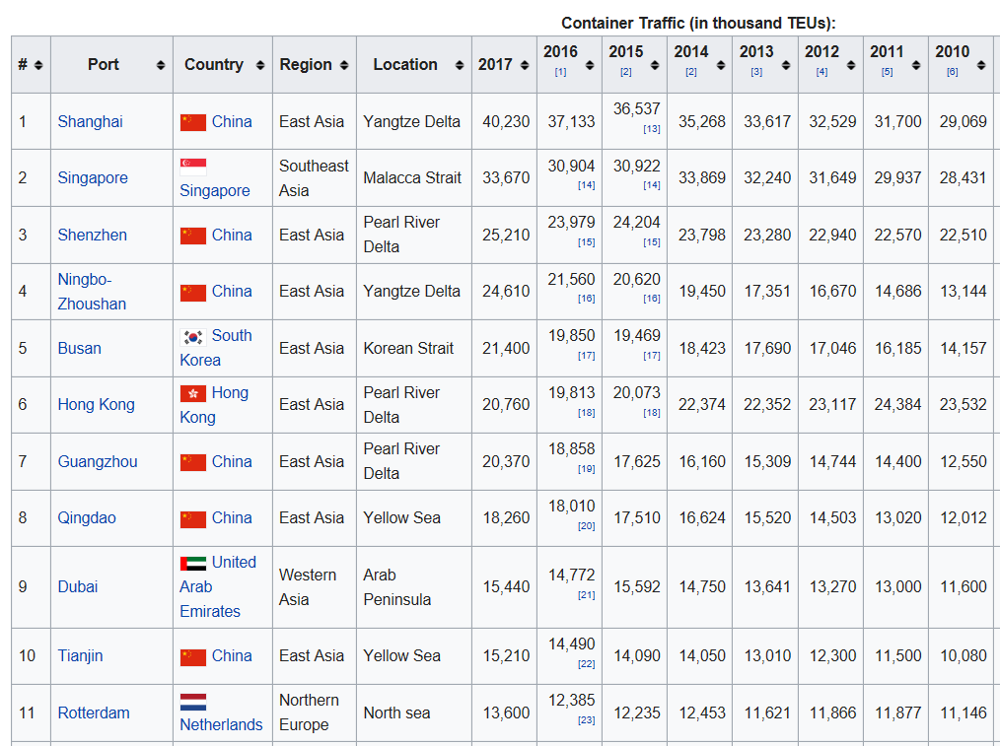 Container Traffic (in thousand TEUs):
# Port Country Region Location 2017 2016 [1] 2015 [2] 2014 [2] 2013 [3] 2012 [4] 2011 [5] 2010 [6]
1 Shanghai China East Asia Yangtze Delta 40,230 37,133 36,537 [13] 35,268 33,617 32,529 31,700 29,069
2 Singapore Singapore Southeast Asia Malacca Strait 33,670 30,904 [14] 30,922 [14] 33,869 32,240 31,649 29,937 28,431
3 Shenzhen China East Asia Pearl River Delta 25,210 23,979 [15] 24,204 [15] 23,798 23,280 22,940 22,570 22,510
4 Ningbo-Zhoushan China East Asia Yangtze Delta 24,610 21,560 [16] 20,620 [16] 19,450 17,351 16,670 14,686 13,144
5 Busan South Korea East Asia Korean Strait 21,400 19,850 [17] 19,469 [17] 18,423 17,690 17,046 16,185 14,157
6 Hong Kong Hong Kong East Asia Pearl River Delta 20,760 19,813 [18] 20,073 [18] 22,374 22,352 23,117 24,384 23,532
7 Guangzhou China East Asia Pearl River Delta 20,370 18,858 [19] 17,625 16,160 15,309 14,744 14,400 12,550
8 Qingdao China East Asia Yellow Sea 18,260 18,010 [20] 17,510 16,624 15,520 14,503 13,020 12,012
9 Dubai United Arab Emirates Western Asia Arab Peninsula 15,440 14,772 [21] 15,592 14,750 13,641 13,270 13,000 11,600
10 Tianjin China East Asia Yellow Sea 15,210 14,490 [22] 14,090 14,050 13,010 12,300 11,500 10,080
11 Rotterdam Netherlands Northern Europe North sea 13,600 12,385 [23] 12,235 12,453 11,621 11,866 11,877 11,146